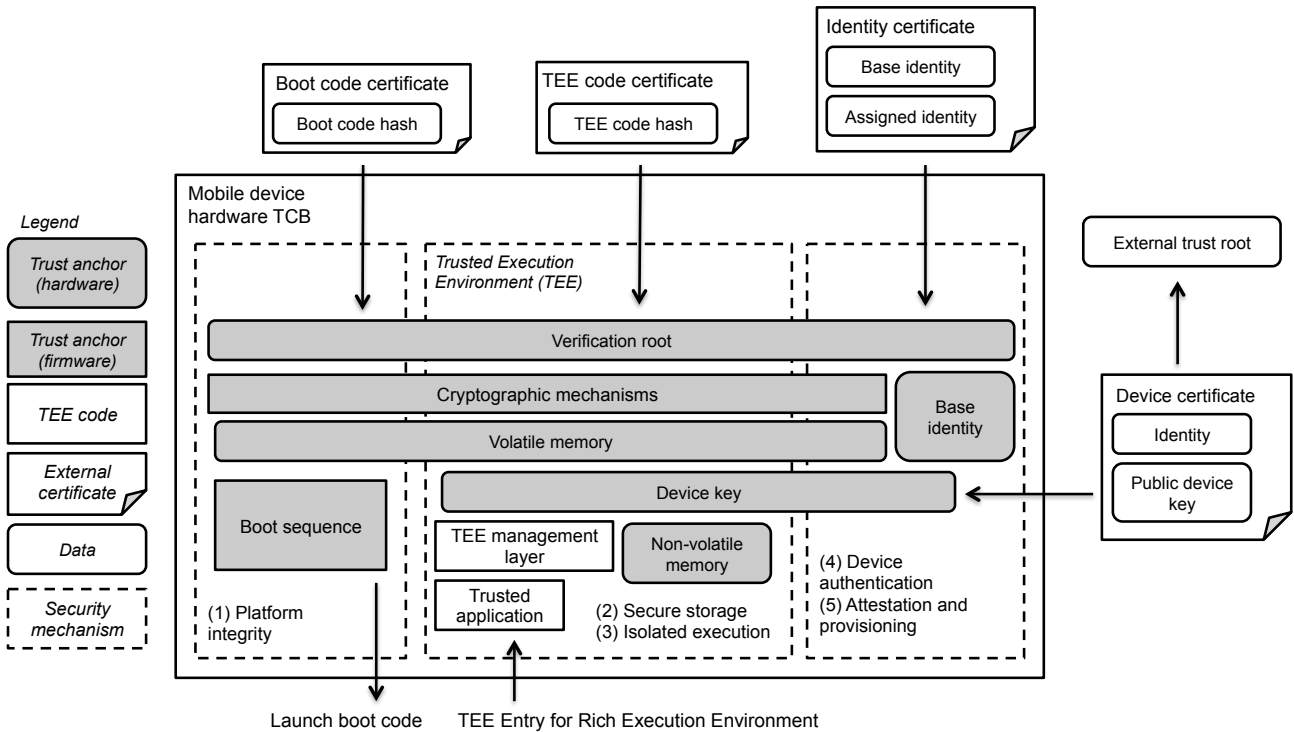 Identity certificate
Base identity
Assigned identity
Boot code certificate
Boot code hash
TEE code certificate
TEE code hash
Mobile device
hardware TCB
Legend
Trust anchor
(hardware)
Trust anchor
(firmware)
TEE code
External
certificate
Data
Security
mechanism
Trusted Execution
Environment (TEE)
Verification root
Cryptographic mechanisms
Base
identity
Volatile memory
Device key
Boot sequence
TEE management
layer
Non-volatile
memory
Trusted
application
(1) Platform
integrity
(2) Secure storage
(3) Isolated execution
(4) Device
authentication
(5) Attestation and
provisioning
External trust root
Device certificate
Identity
Public device
key
Launch boot code
TEE Entry for Rich Execution Environment